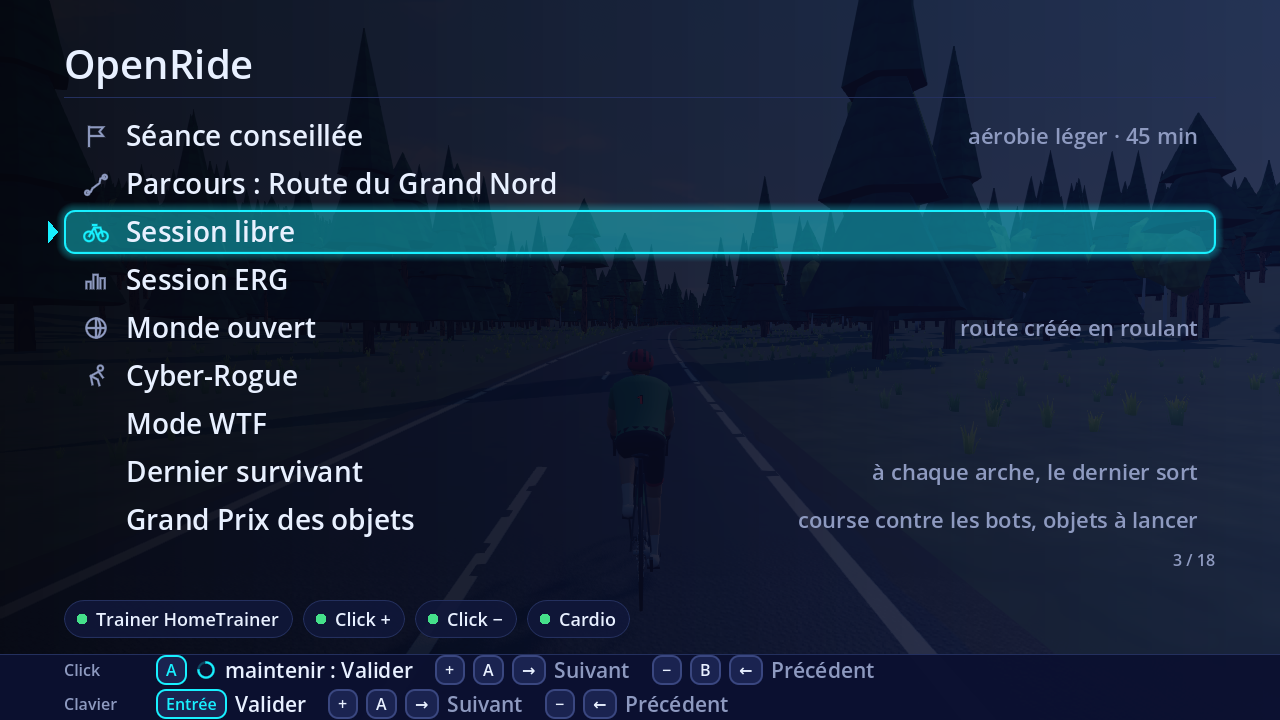 OpenRide
Séance conseillée aérobie léger · 45 min
Parcours : Route du Grand Nord
Session libre
Session ERG
Monde ouvert route créée en roulant
Cyber-Rogue
Mode WTF
Dernier survivant à chaque arche, le dernier sort
Grand Prix des objets course contre les bots, objets à lancer
3 / 18
Trainer HomeTrainer Click + Click − Cardio
Click A maintenir : Valider + A → Suivant − B ← Précédent
Clavier Entrée Valider + A → Suivant − ← Précédent